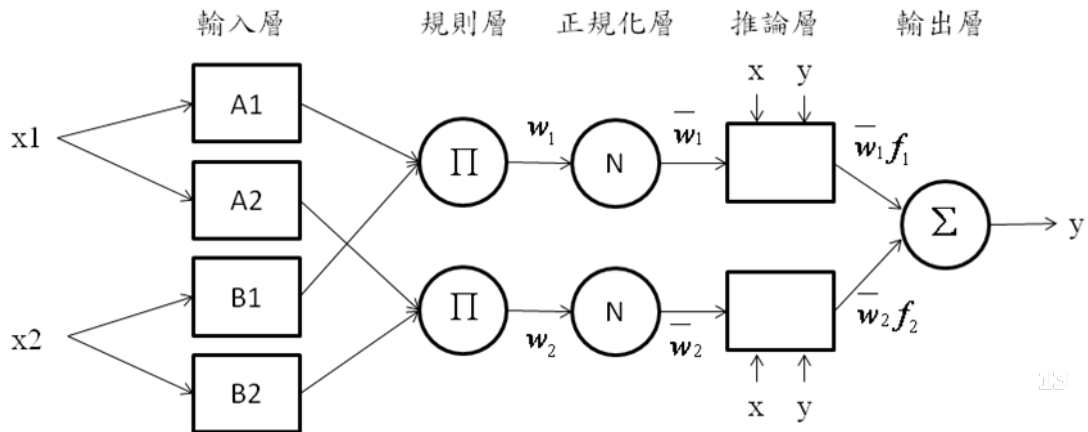 輸入層 規則層 正規化層 推論層 輸出層
x y
A1
x1
w̅₁f₁
w₁ w̅₁
Π N
A2
Σ y
B1
Π N
x2
w₂ w̅₂
w̅₂f₂
B2
x y
13